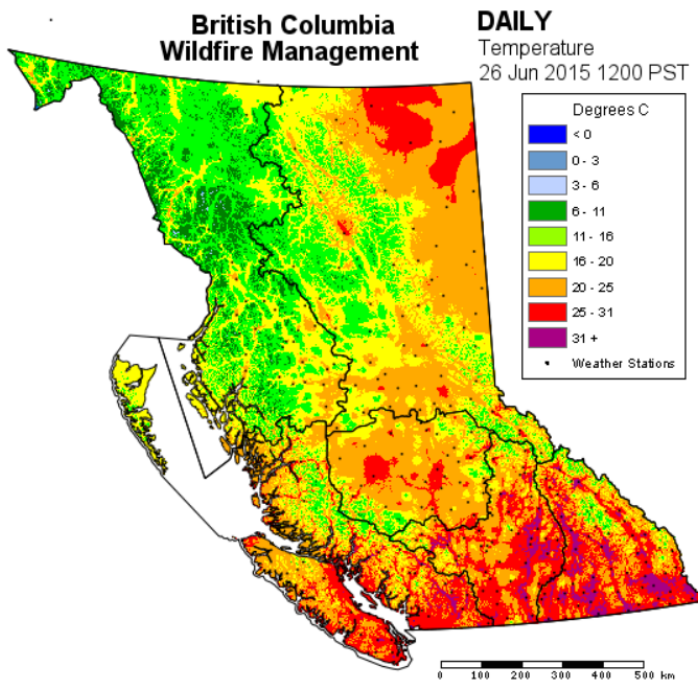 British Columbia
Wildfire Management
DAILY
Temperature
26 Jun 2015 1200 PST
Degrees C
< 0
0 - 3
3 - 6
6 - 11
11 - 16
16 - 20
20 - 25
25 - 31
31 +
Weather Stations
0 100 200 300 400 500 km